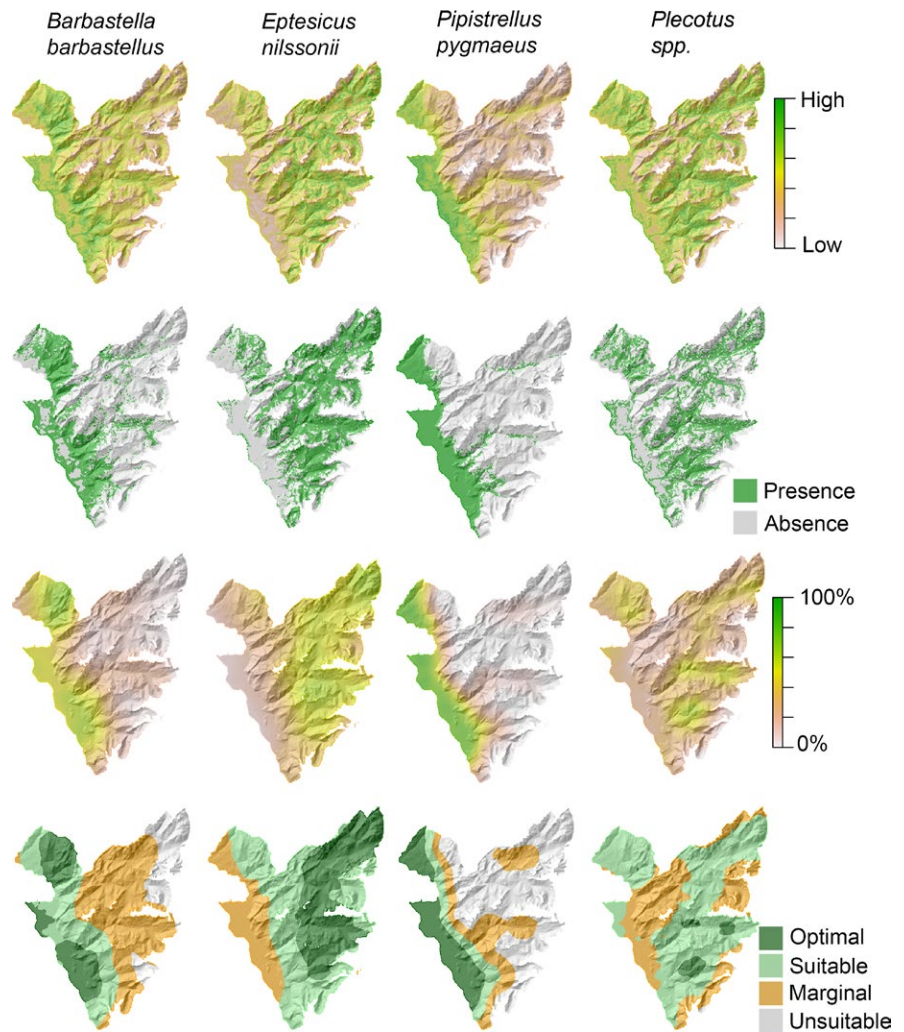 Barbastella
barbastellus
Eptesicus
nilssonii
Pipistrellus
pygmaeus
Plecotus
spp.
High
Low
Presence
Absence
100%
0%
Optimal
Suitable
Marginal
Unsuitable